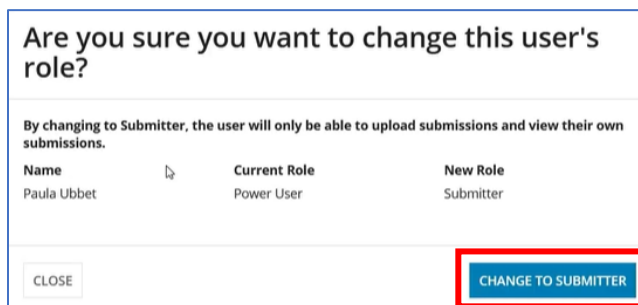 Are you sure you want to change this user's
role?
By changing to Submitter, the user will only be able to upload submissions and view their own
submissions.
Name Current Role New Role
Paula Ubbet Power User Submitter
CLOSE CHANGE TO SUBMITTER